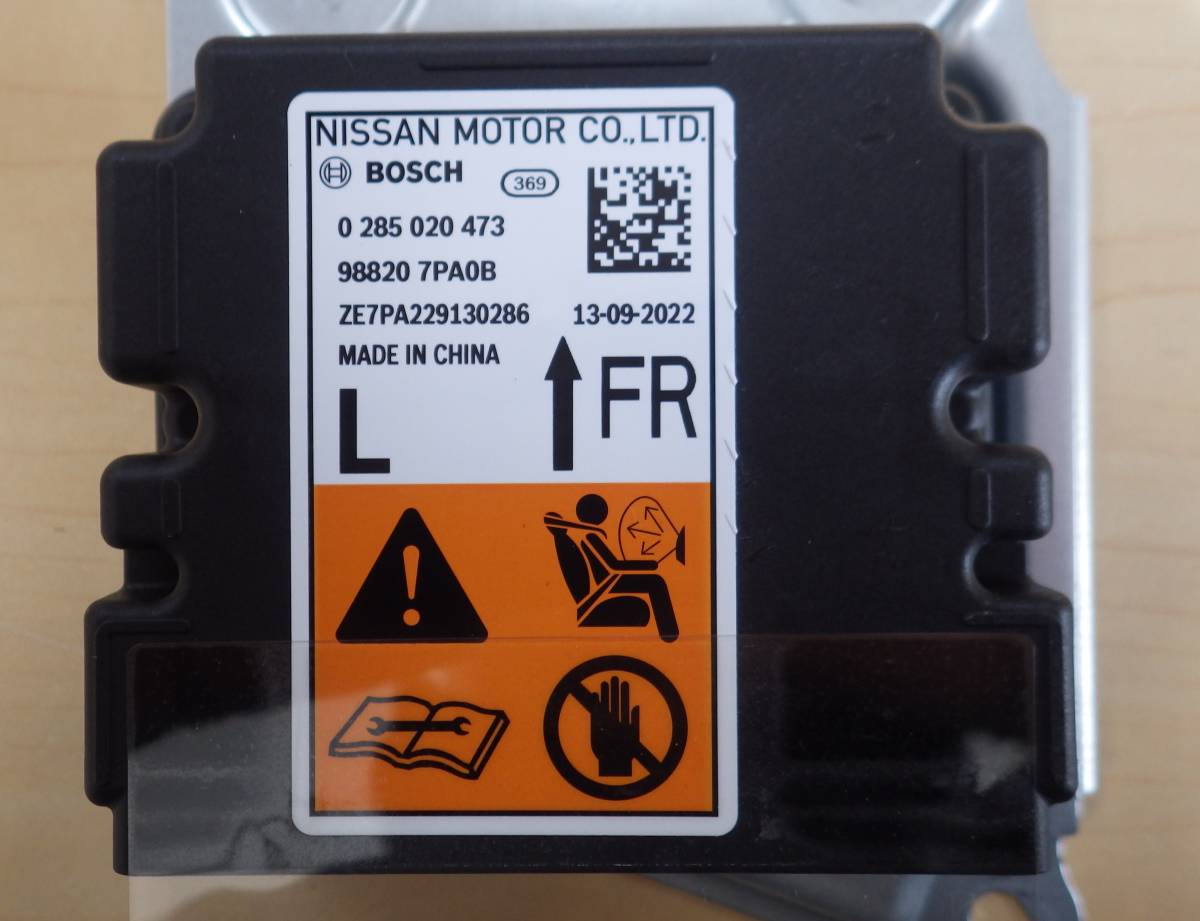 NISSAN MOTOR CO.,LTD.
BOSCH 369
0 285 020 473
98820 7PA0B
ZE7PA229130286 13-09-2022
MADE IN CHINA
L FR